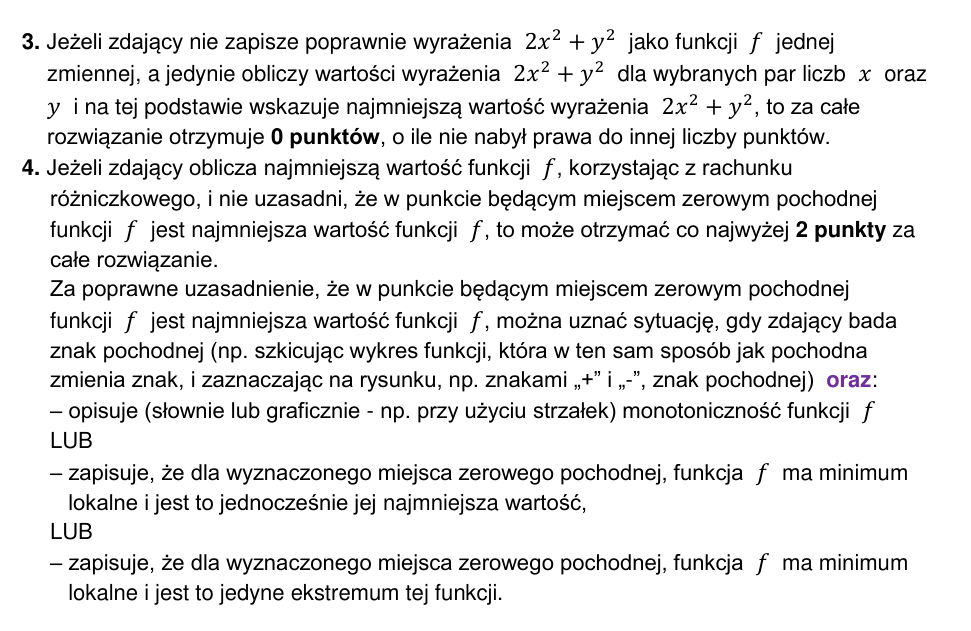 3. Jeżeli zdający nie zapisze poprawnie wyrażenia 2x² + y² jako funkcji f jednej
zmiennej, a jedynie obliczy wartości wyrażenia 2x² + y² dla wybranych par liczb x oraz
y i na tej podstawie wskazuje najmniejszą wartość wyrażenia 2x² + y², to za całe
rozwiązanie otrzymuje 0 punktów, o ile nie nabył prawa do innej liczby punktów.
4. Jeżeli zdający oblicza najmniejszą wartość funkcji f, korzystając z rachunku
różniczkowego, i nie uzasadni, że w punkcie będącym miejscem zerowym pochodnej
funkcji f jest najmniejsza wartość funkcji f, to może otrzymać co najwyżej 2 punkty za
całe rozwiązanie.
Za poprawne uzasadnienie, że w punkcie będącym miejscem zerowym pochodnej
funkcji f jest najmniejsza wartość funkcji f, można uznać sytuację, gdy zdający bada
znak pochodnej (np. szkicując wykres funkcji, która w ten sam sposób jak pochodna
zmienia znak, i zaznaczając na rysunku, np. znakami „+” i „-”, znak pochodnej) oraz:
– opisuje (słownie lub graficznie - np. przy użyciu strzałek) monotoniczność funkcji f
LUB
– zapisuje, że dla wyznaczonego miejsca zerowego pochodnej, funkcja f ma minimum
lokalne i jest to jednocześnie jej najmniejsza wartość,
LUB
– zapisuje, że dla wyznaczonego miejsca zerowego pochodnej, funkcja f ma minimum
lokalne i jest to jedyne ekstremum tej funkcji.